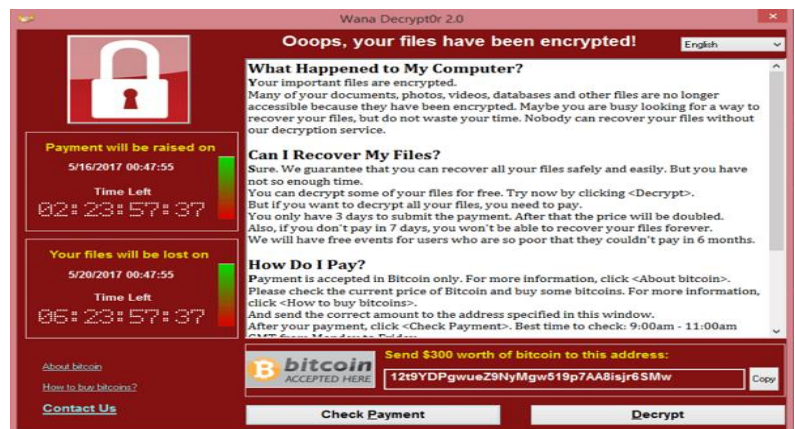 Wana Decrypt0r 2.0
Ooops, your files have been encrypted!
English
What Happened to My Computer?
Your important files are encrypted.
Many of your documents, photos, videos, databases and other files are no longer
accessible because they have been encrypted. Maybe you are busy looking for a way to
recover your files, but do not waste your time. Nobody can recover your files without
our decryption service.
Can I Recover My Files?
Sure. We guarantee that you can recover all your files safely and easily. But you have
not so enough time.
You can decrypt some of your files for free. Try now by clicking <Decrypt>.
But if you want to decrypt all your files, you need to pay.
You only have 3 days to submit the payment. After that the price will be doubled.
Also, if you don't pay in 7 days, you won't be able to recover your files forever.
We will have free events for users who are so poor that they couldn't pay in 6 months.
How Do I Pay?
Payment is accepted in Bitcoin only. For more information, click <About bitcoin>.
Please check the current price of Bitcoin and buy some bitcoins. For more information,
click <How to buy bitcoins>.
And send the correct amount to the address specified in this window.
After your payment, click <Check Payment>. Best time to check: 9:00am - 11:00am
GMT from Monday to Friday.
Payment will be raised on
5/16/2017 00:47:55
Time Left
02:23:57:37
Your files will be lost on
5/20/2017 00:47:55
Time Left
06:23:57:37
About bitcoin
How to buy bitcoins?
Contact Us
bitcoin
ACCEPTED HERE
Send $300 worth of bitcoin to this address:
12t9YDPgwueZ9NyMgw519p7AA8isjr6SMw
Copy
Check Payment
Decrypt